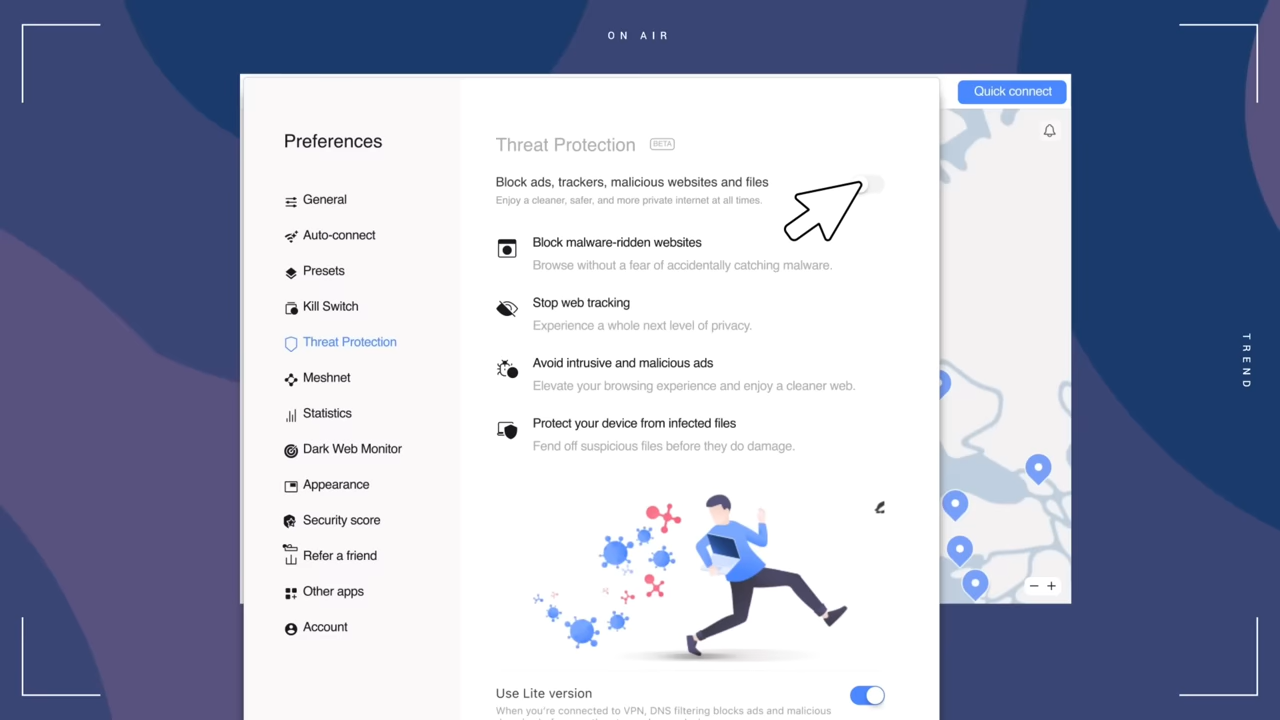 ON AIR
Quick connect
Preferences
General
Auto-connect
Presets
Kill Switch
Threat Protection
Meshnet
Statistics
Dark Web Monitor
Appearance
Security score
Refer a friend
Other apps
Account
Threat Protection BETA
Block ads, trackers, malicious websites and files
Enjoy a cleaner, safer, and more private internet at all times.
Block malware-ridden websites
Browse without a fear of accidentally catching malware.
Stop web tracking
Experience a whole next level of privacy.
Avoid intrusive and malicious ads
Elevate your browsing experience and enjoy a cleaner web.
Protect your device from infected files
Fend off suspicious files before they do damage.
Use Lite version
When you're connected to VPN, DNS filtering blocks ads and malicious
TREND